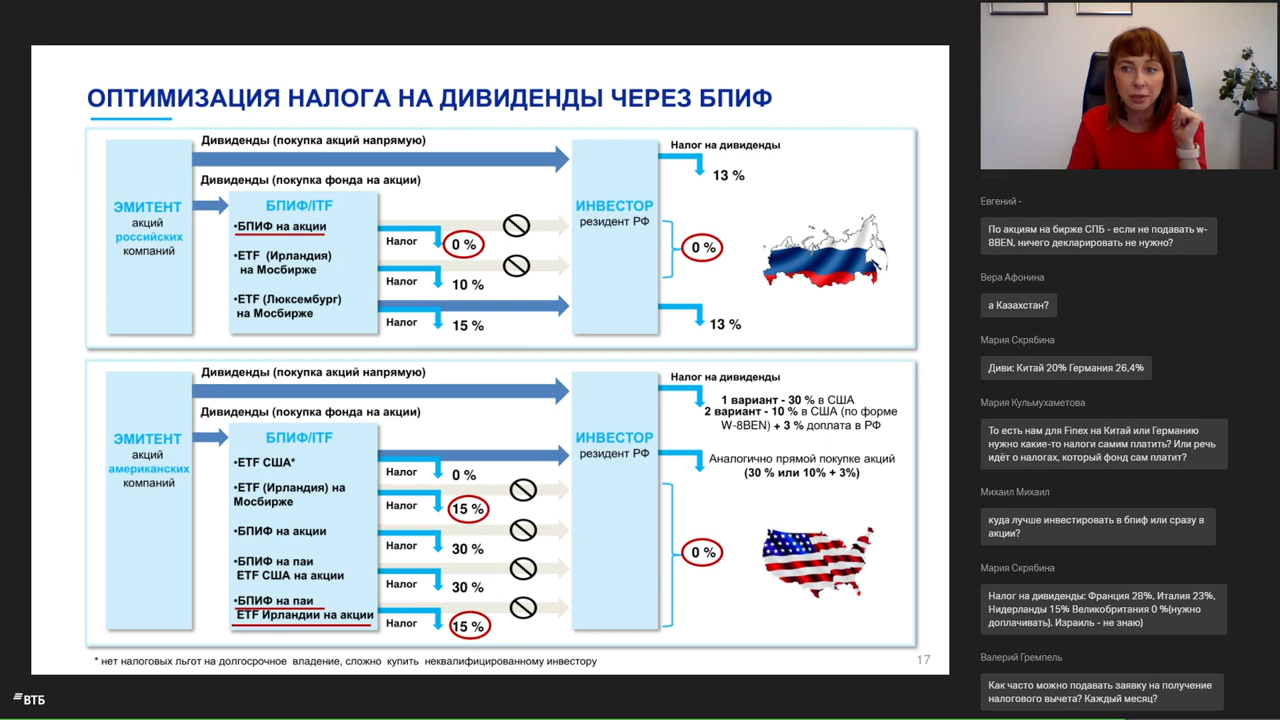 ОПТИМИЗАЦИЯ НАЛОГА НА ДИВИДЕНДЫ ЧЕРЕЗ БПИФ
Дивиденды (покупка акций напрямую)
Налог на дивиденды
13 %
Дивиденды (покупка фонда на акции)
ЭМИТЕНТ
акций
российских
компаний
БПИФ/ITF
•БПИФ на акции
Налог
0 %
•ETF (Ирландия)
на Мосбирже
Налог
10 %
•ETF (Люксембург)
на Мосбирже
Налог
15 %
ИНВЕСТОР
резидент РФ
0 %
13 %
Дивиденды (покупка акций напрямую)
Налог на дивиденды
1 вариант - 30 % в США
2 вариант - 10 % в США (по форме
W-8BEN) + 3 % доплата в РФ
Дивиденды (покупка фонда на акции)
ЭМИТЕНТ
акций
американских
компаний
БПИФ/ITF
•ETF США*
Налог
0 %
•ETF (Ирландия) на
Мосбирже
Налог
15 %
•БПИФ на акции
Налог
30 %
•БПИФ на паи
ETF США на акции
Налог
30 %
•БПИФ на паи
ETF Ирландии на акции
Налог
15 %
ИНВЕСТОР
резидент РФ
Аналогично прямой покупке акций
(30 % или 10% + 3%)
0 %
* нет налоговых льгот на долгосрочное владение, сложно купить неквалифицированному инвестору
17
ВТБ
Евгений -
По акциям на бирже СПБ - если не подавать w-
8BEN, ничего декларировать не нужно?
Вера Афонина
а Казахстан?
Мария Скрябина
Диви: Китай 20% Германия 26,4%
Мария Кульмухаметова
То есть нам для Finex на Китай или Германию
нужно какие-то налоги самим платить? Или речь
идёт о налогах, который фонд сам платит?
Михаил Михаил
куда лучше инвестировать в бпиф или сразу в
акции?
Мария Скрябина
Налог на дивиденды: Франция 28%, Италия 23%,
Нидерланды 15% Великобритания 0 %(нужно
доплачивать). Израиль - не знаю)
Валерий Гремпель
Как часто можно подавать заявку на получение
налогового вычета? Каждый месяц?